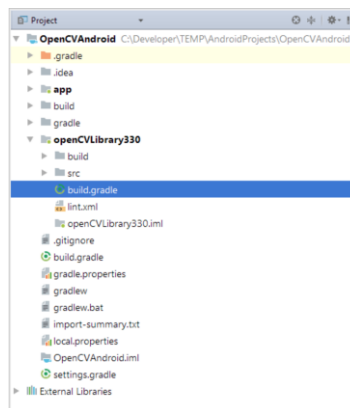 Project
OpenCVAndroid C:\Developer\TEMP\AndroidProjects\OpenCVAndroid
.gradle
.idea
app
build
gradle
openCVLibrary330
build
src
build.gradle
lint.xml
openCVLibrary330.iml
.gitignore
build.gradle
gradle.properties
gradlew
gradlew.bat
import-summary.txt
local.properties
OpenCVAndroid.iml
settings.gradle
External Libraries